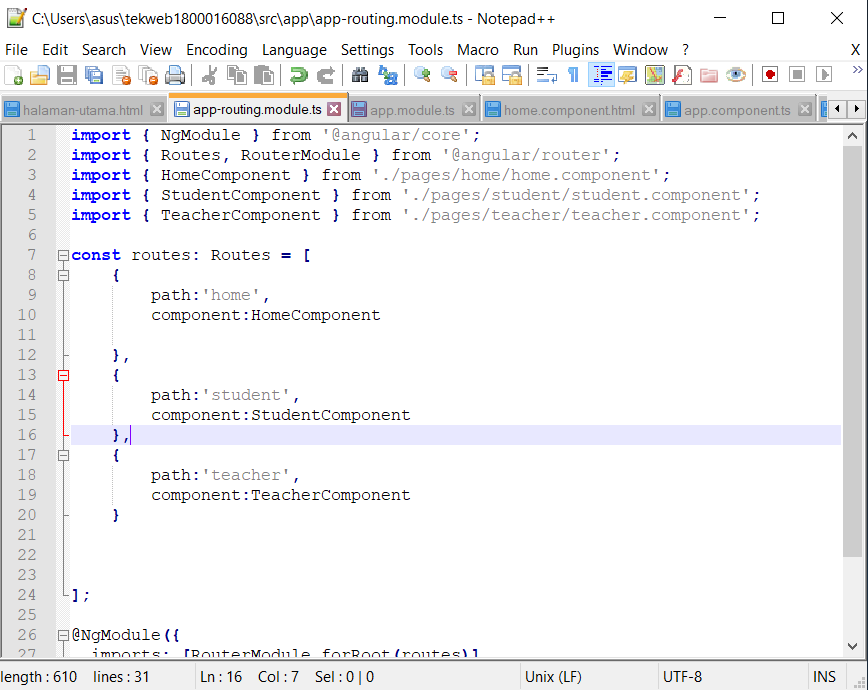 C:\Users\asus\tekweb1800016088\src\app\app-routing.module.ts - Notepad++
File Edit Search View Encoding Language Settings Tools Macro Run Plugins Window ? X
halaman-utama.html app-routing.module.ts app.module.ts home.component.html app.component.ts
1 import { NgModule } from '@angular/core';
2 import { Routes, RouterModule } from '@angular/router';
3 import { HomeComponent } from './pages/home/home.component';
4 import { StudentComponent } from './pages/student/student.component';
5 import { TeacherComponent } from './pages/teacher/teacher.component';
6
7 const routes: Routes = [
8 {
9 path:'home',
10 component:HomeComponent
11
12 },
13 {
14 path:'student',
15 component:StudentComponent
16 },
17 {
18 path:'teacher',
19 component:TeacherComponent
20 }
21
22
23
24 ];
25
26 @NgModule({
27 imports: [RouterModule.forRoot(routes)]
length : 610 lines : 31 Ln : 16 Col : 7 Sel : 0 | 0 Unix (LF) UTF-8 INS